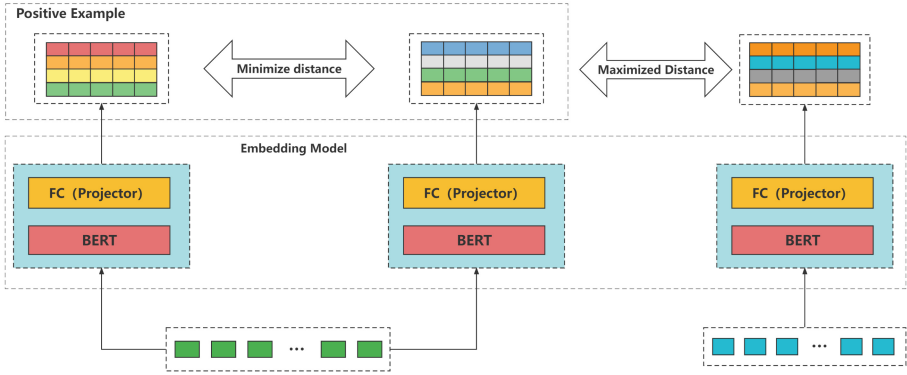 Positive Example
Minimize distance
Maximized Distance
Embedding Model
FC（Projector）
FC（Projector）
FC（Projector）
BERT
BERT
BERT
...
...